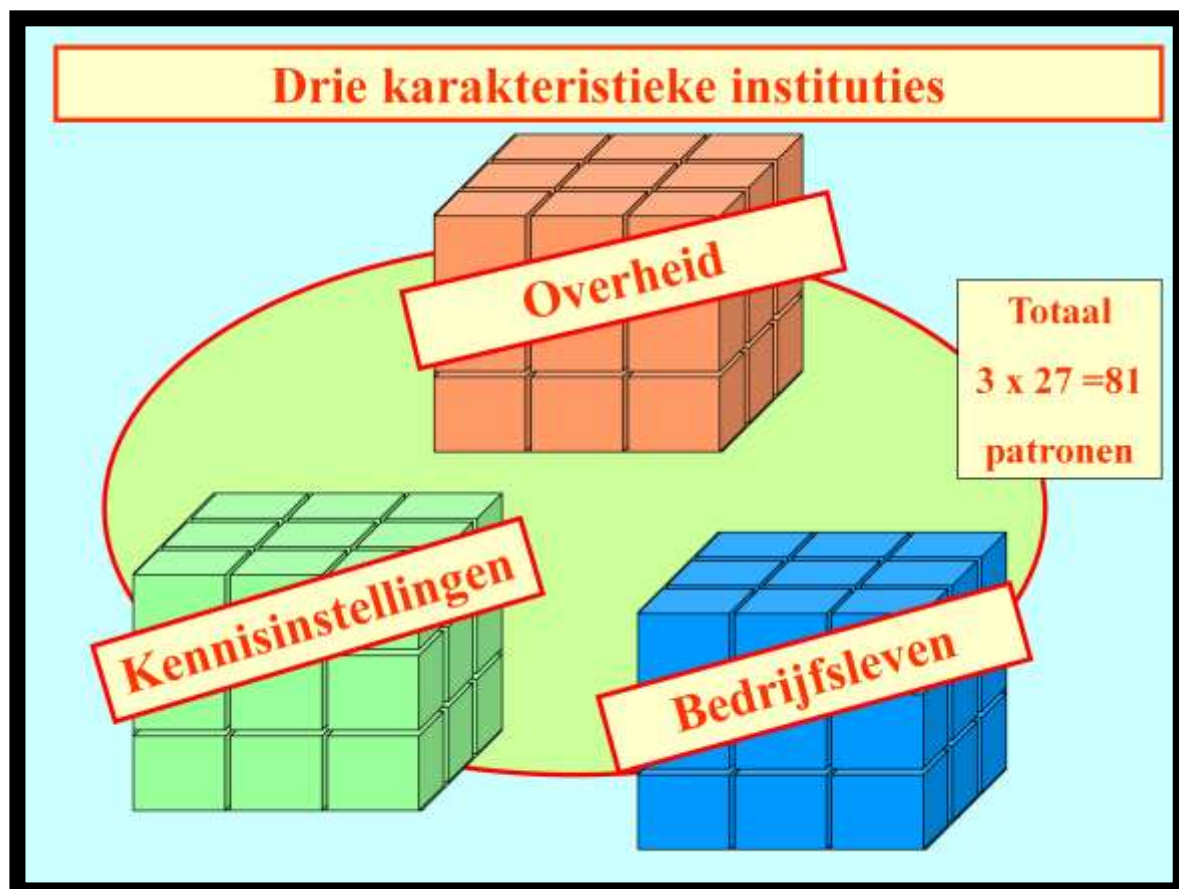 Drie karakteristieke instituties
Overheid
Totaal
3 x 27 =81
patronen
Kennisinstellingen
Bedrijfsleven